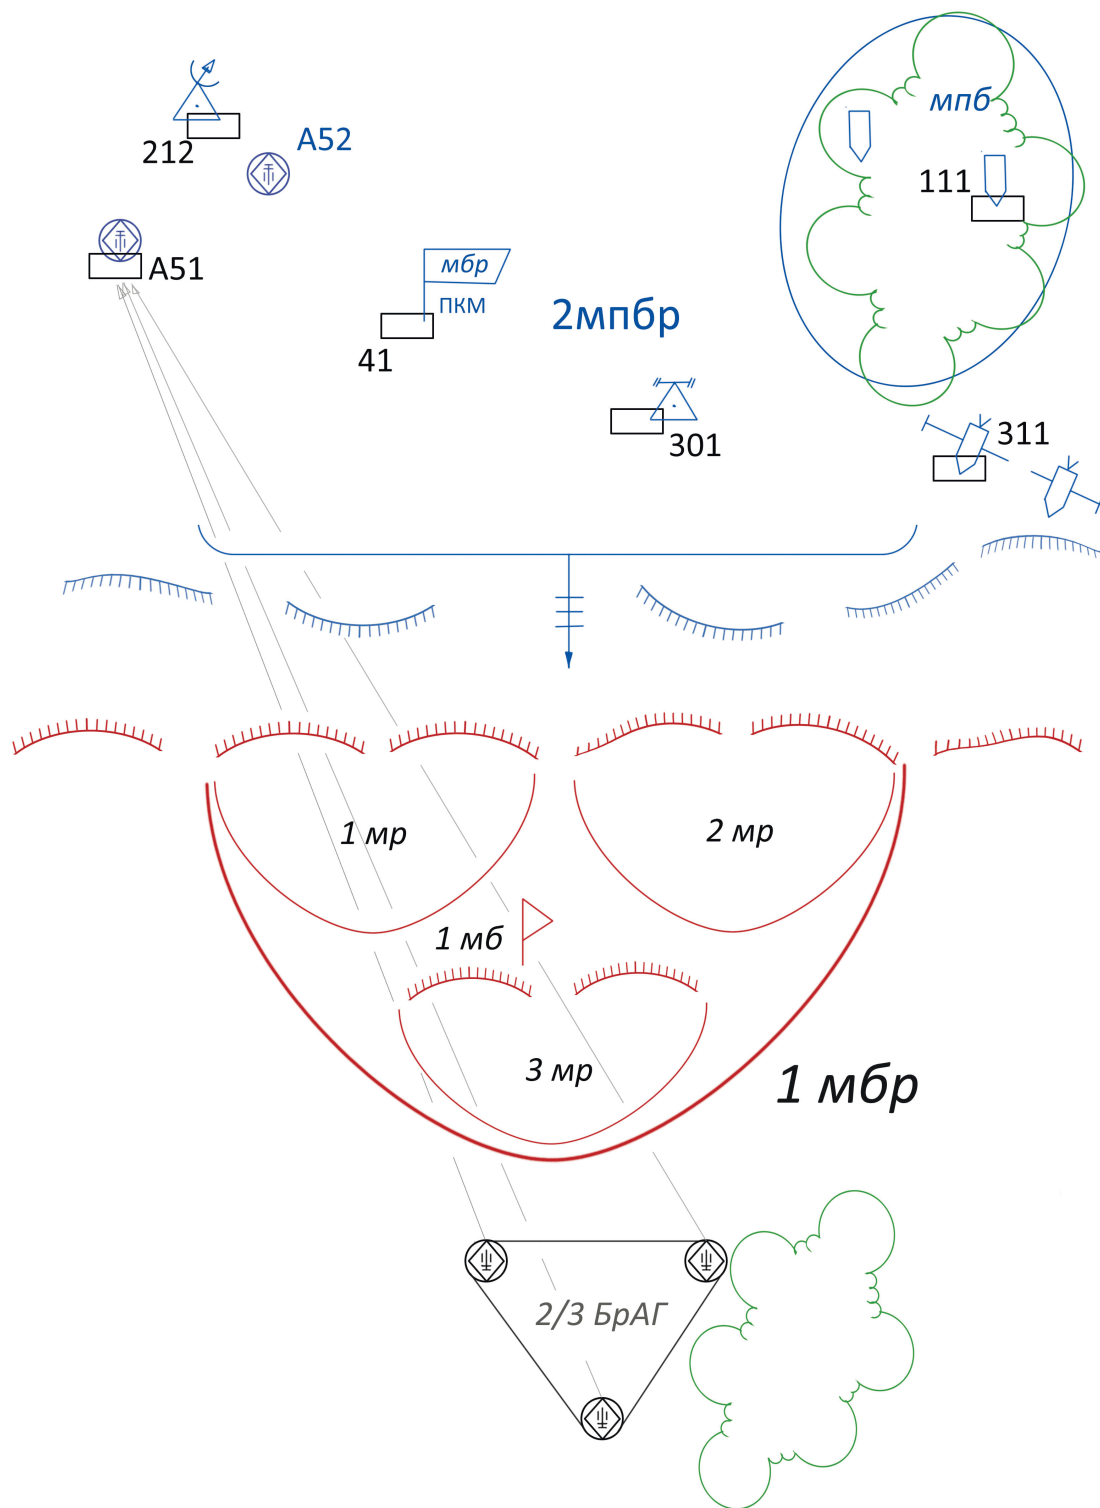 мпб
А52
212
111
А51
мбр
ПКМ
2мпбр
41
301
311
1 мр
2 мр
1 мб
3 мр
1 мбр
2/3 БрАГ